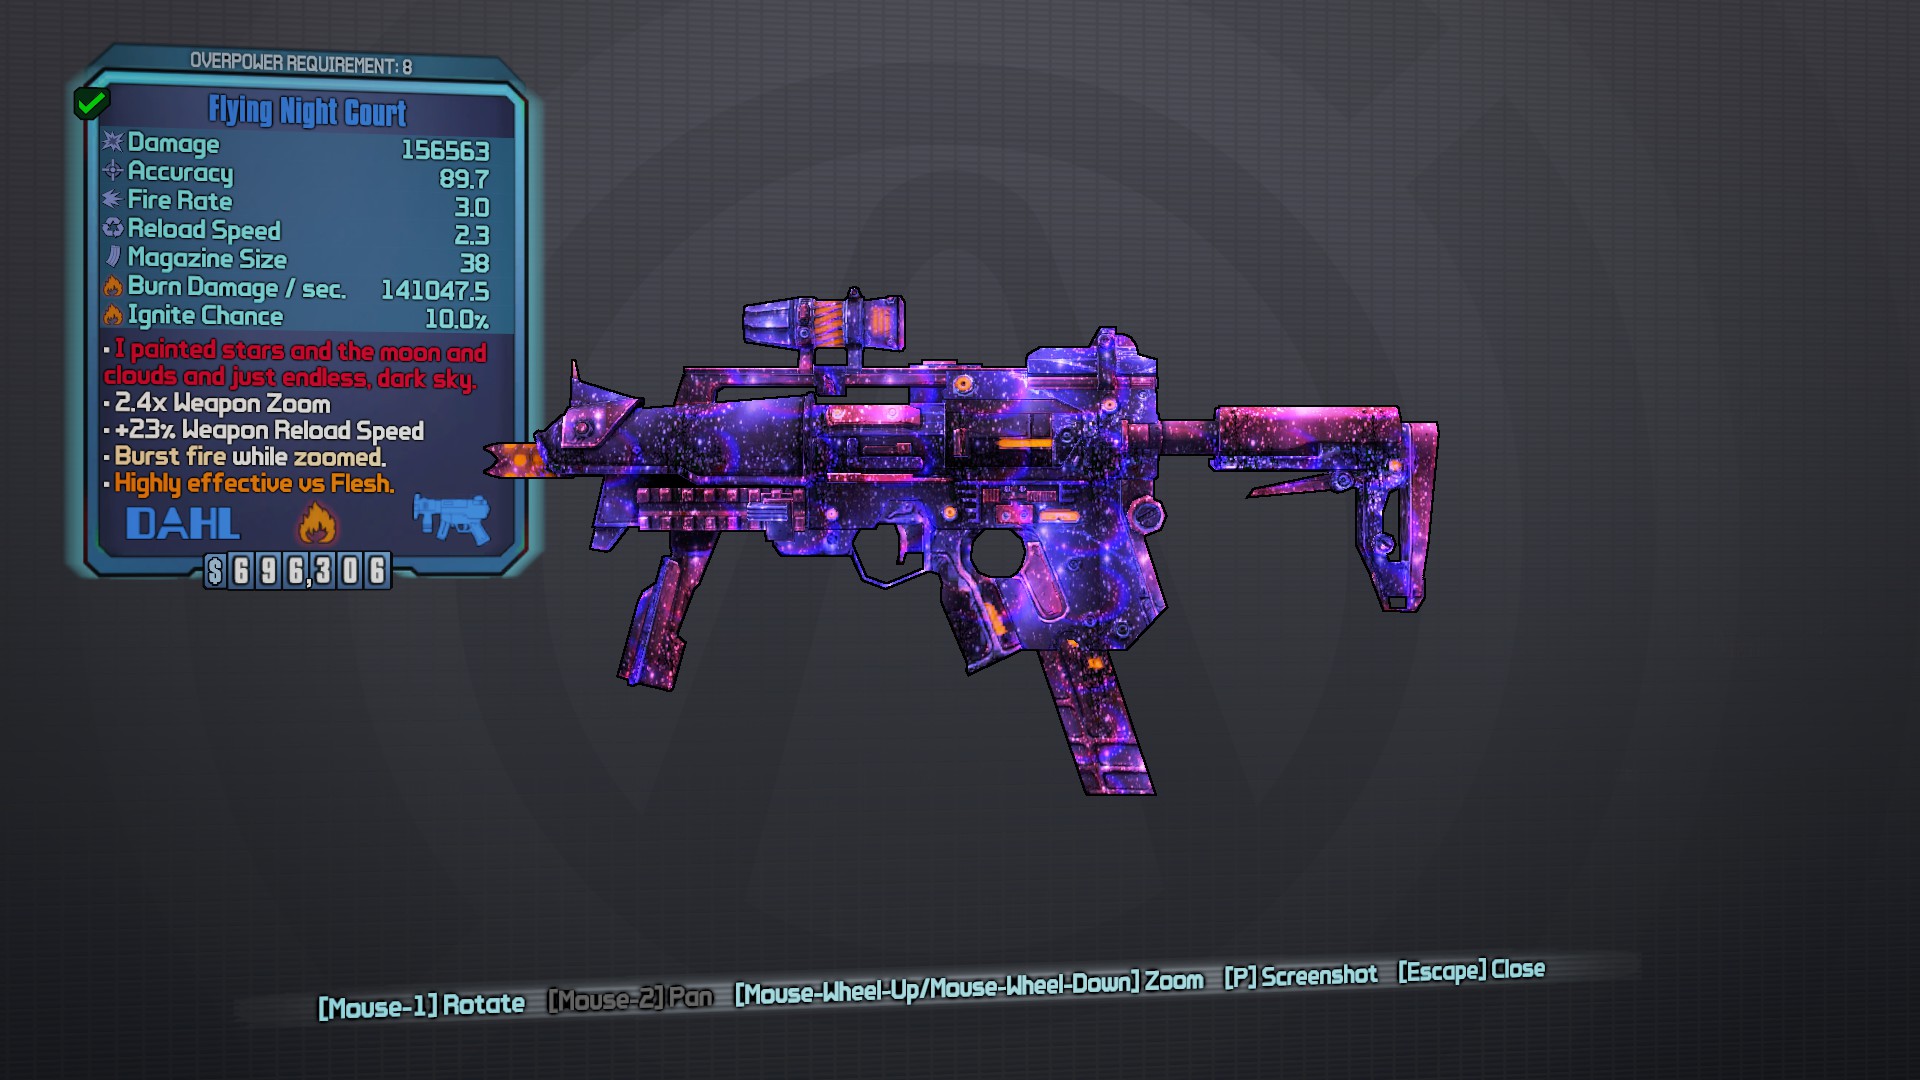 OVERPOWER REQUIREMENT: 8
Flying Night Court
Damage 156563
Accuracy 89.7
Fire Rate 3.0
Reload Speed 2.3
Magazine Size 38
Burn Damage / sec. 141047.5
Ignite Chance 10.0%
• I painted stars and the moon and
clouds and just endless, dark sky.
• 2.4x Weapon Zoom
• +23% Weapon Reload Speed
• Burst fire while zoomed.
• Highly effective vs Flesh.
DAHL
$696,306
[Mouse-1] Rotate [Mouse-2] Pan [Mouse-Wheel-Up/Mouse-Wheel-Down] Zoom [P] Screenshot [Escape] Close